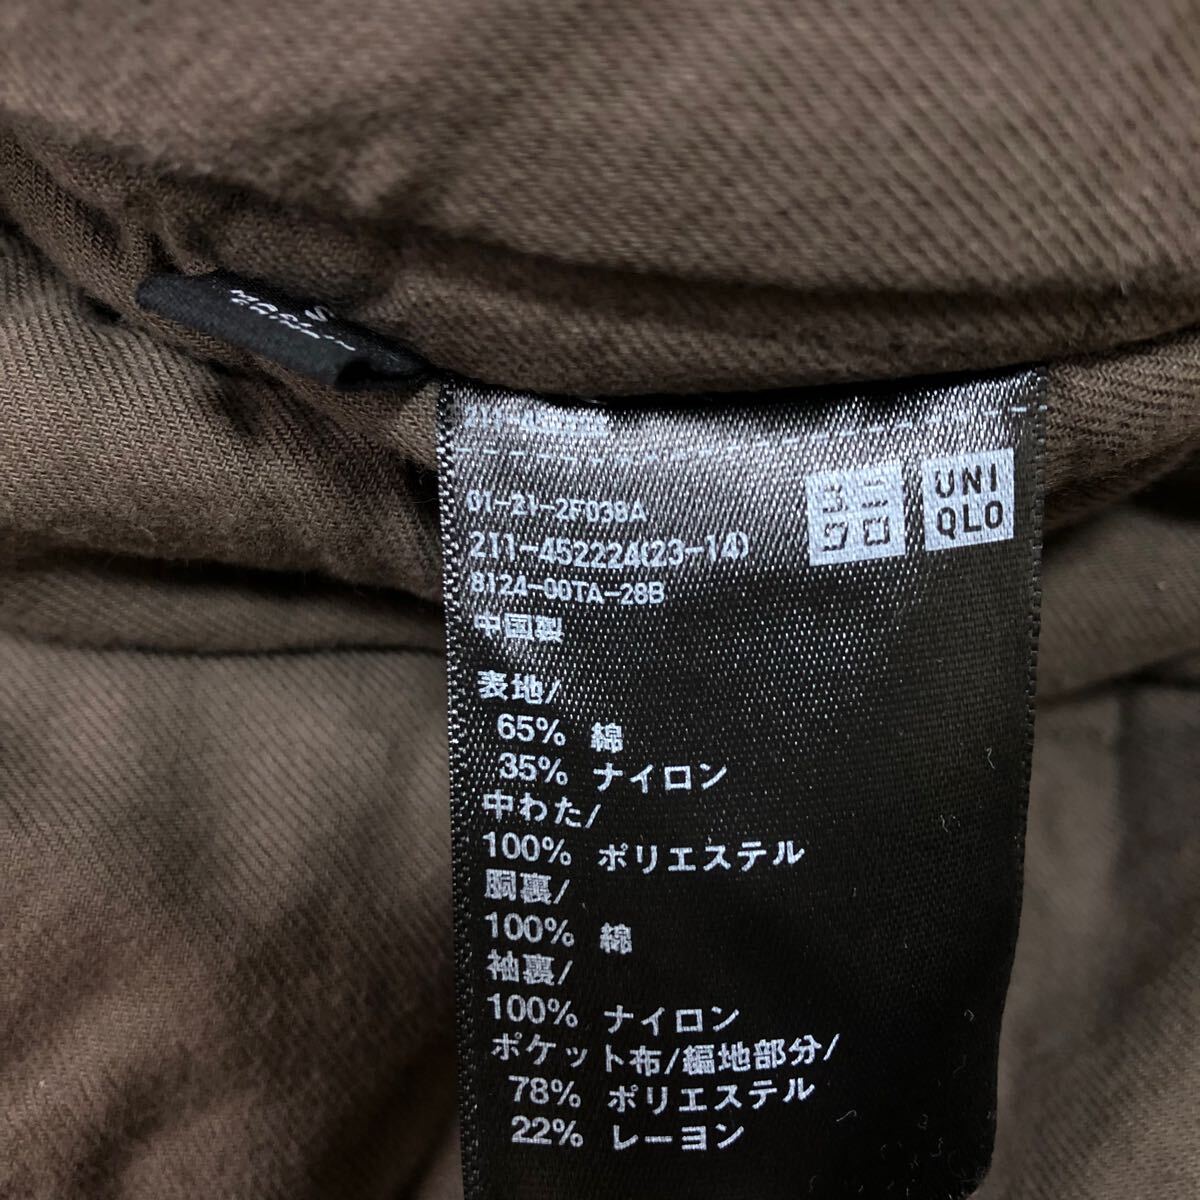 S
MADE IN
CHINA
01-21-2F038A
211-452224(23-14)
8124-00TA-28B
中国製
ユニ
クロ
UNI
QLO
表地/
65% 綿
35% ナイロン
中わた/
100% ポリエステル
胴裏/
100% 綿
袖裏/
100% ナイロン
ポケット布/編地部分/
78% ポリエステル
22% レーヨン